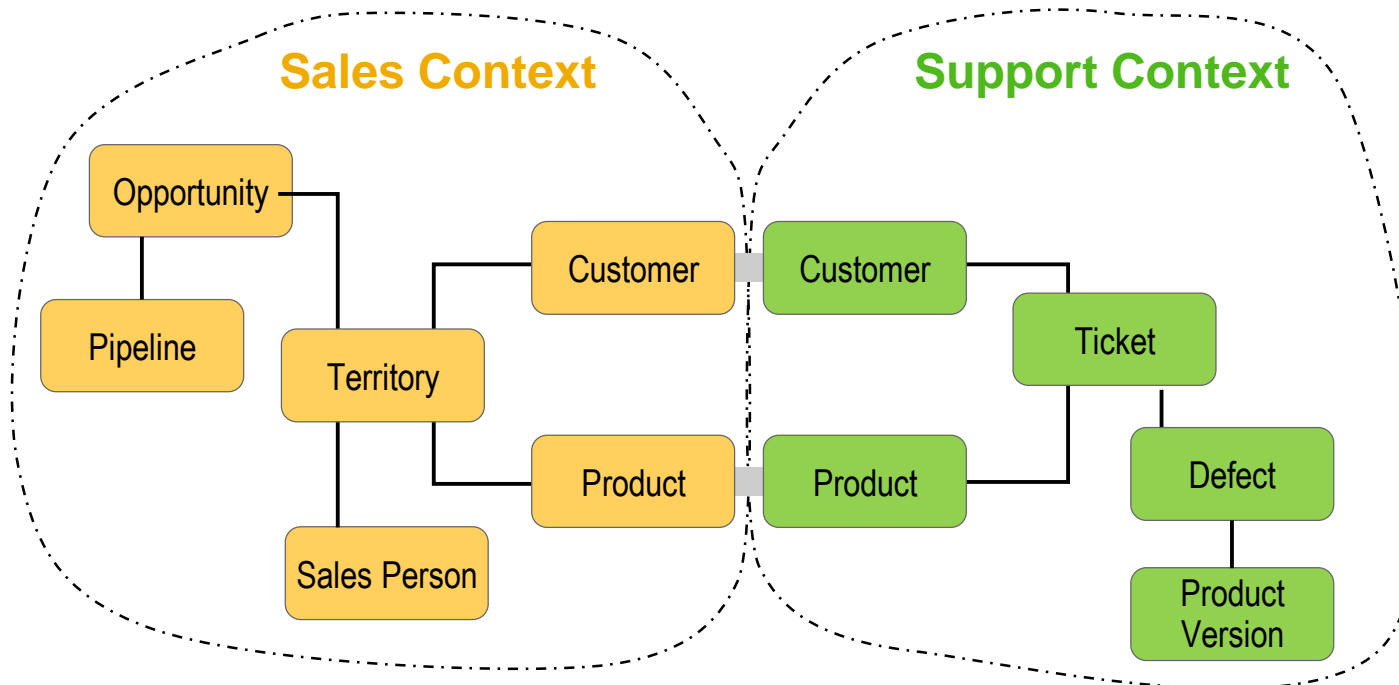 Sales Context
Support Context
Opportunity
Customer
Customer
Pipeline
Territory
Ticket
Product
Product
Defect
Sales Person
Product
Version